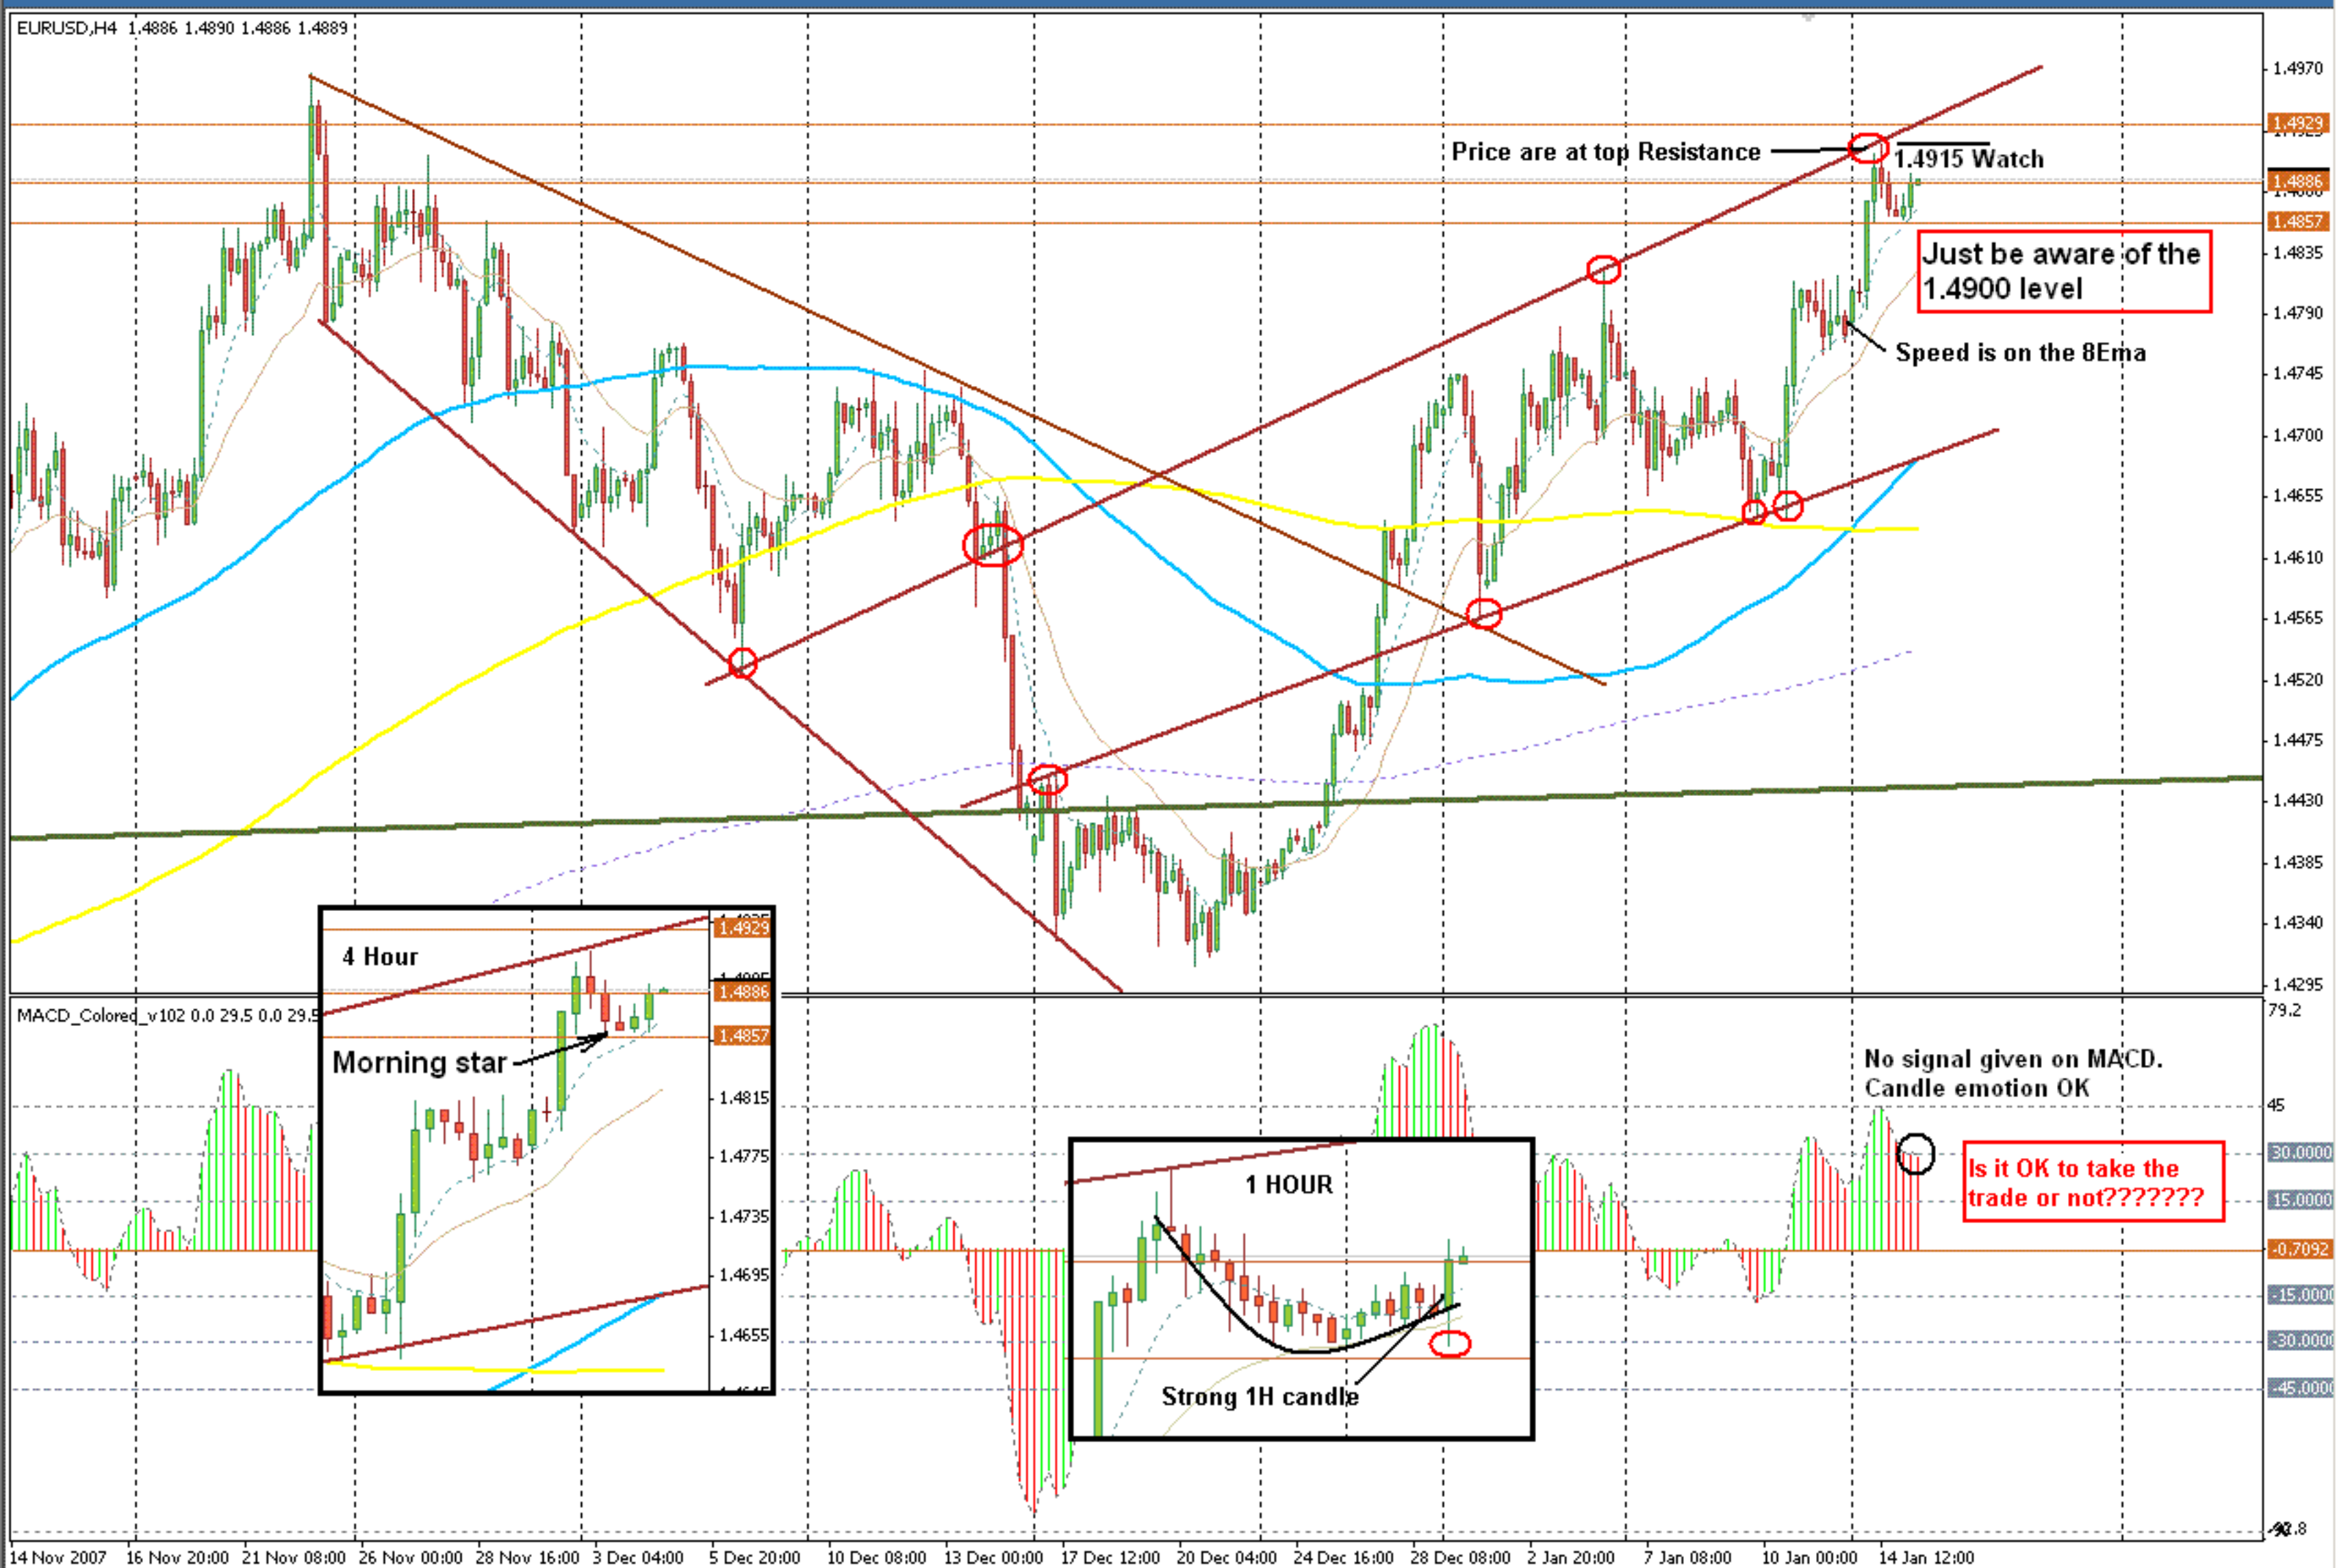 EURUSD,H4 1.4886 1.4890 1.4886 1.4889
1.4970
1.4929
Price are at top Resistance
1.4915 Watch
1.4886
1.4857
Just be aware of the
1.4900 level
1.4835
1.4790
Speed is on the 8Ema
1.4745
1.4700
1.4655
1.4610
1.4565
1.4520
1.4475
1.4430
1.4385
1.4340
1.4295
4 Hour
1.4929
1.4886
1.4857
Morning star
1.4815
1.4775
1.4735
1.4695
1.4655
MACD_Colored_v102 0.0 29.5 0.0 29.5
79.2
No signal given on MACD.
Candle emotion OK
45
30.0000
Is it OK to take the
trade or not???????
15.0000
-0.7092
-15.0000
-30.0000
-45.0000
1 HOUR
Strong 1H candle
14 Nov 2007 16 Nov 20:00 21 Nov 08:00 26 Nov 00:00 28 Nov 16:00 3 Dec 04:00 5 Dec 20:00 10 Dec 08:00 13 Dec 00:00 17 Dec 12:00 20 Dec 04:00 24 Dec 16:00 28 Dec 08:00 2 Jan 20:00 7 Jan 08:00 10 Jan 00:00 14 Jan 12:00